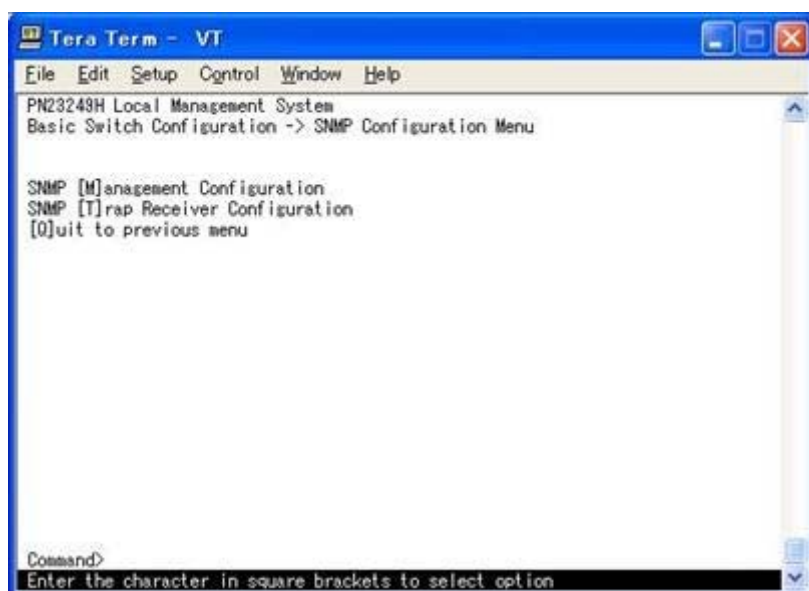 Tera Term - VT
File Edit Setup Control Window Help
PN23249H Local Management System
Basic Switch Configuration -> SNMP Configuration Menu
SNMP [M]anagement Configuration
SNMP [T]rap Receiver Configuration
[Q]uit to previous menu
Command>
Enter the character in square brackets to select option